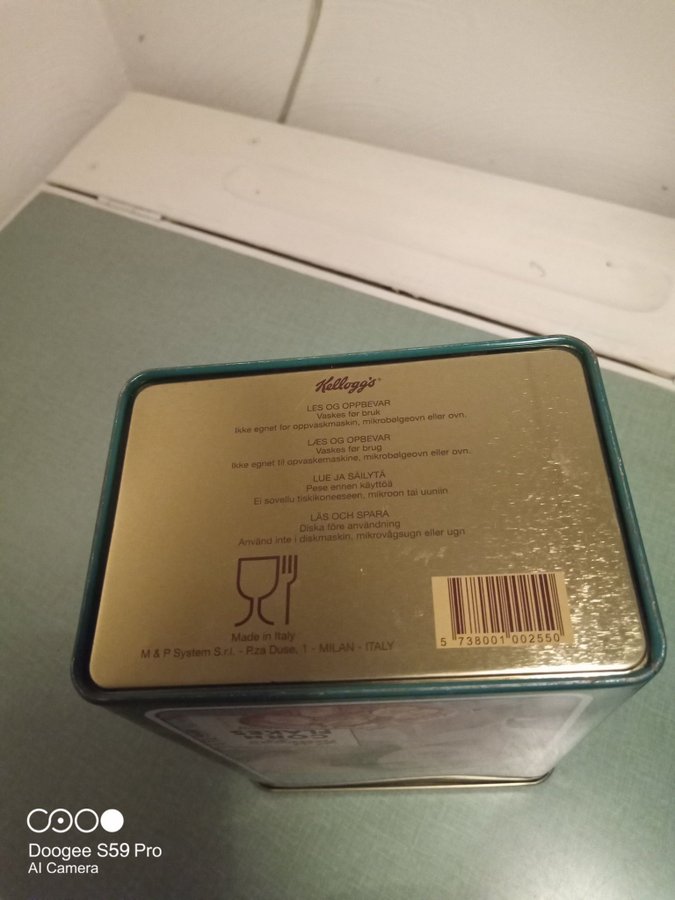 Kellogg's
LES OG OPPBEVAR
Vaskes før bruk
Ikke egnet for oppvaskmaskin, mikrobølgeovn eller ovn.
LÆS OG OPBEVAR
Vaskes før brug
Ikke egnet til opvaskemaskine, mikrobølgeovn eller ovn.
LUE JA SÄILYTÄ
Pese ennen käyttöä
Ei sovellu tiskikoneeseen, mikroon tai uuniin
LÄS OCH SPARA
Diska före användning
Använd inte i diskmaskin, mikrovågsugn eller ugn
Made in Italy
M & P System S.r.l. - P.za Duse, 1 - MILAN - ITALY
5 738001 002550
CORN
FLAKES
Doogee S59 Pro
AI Camera